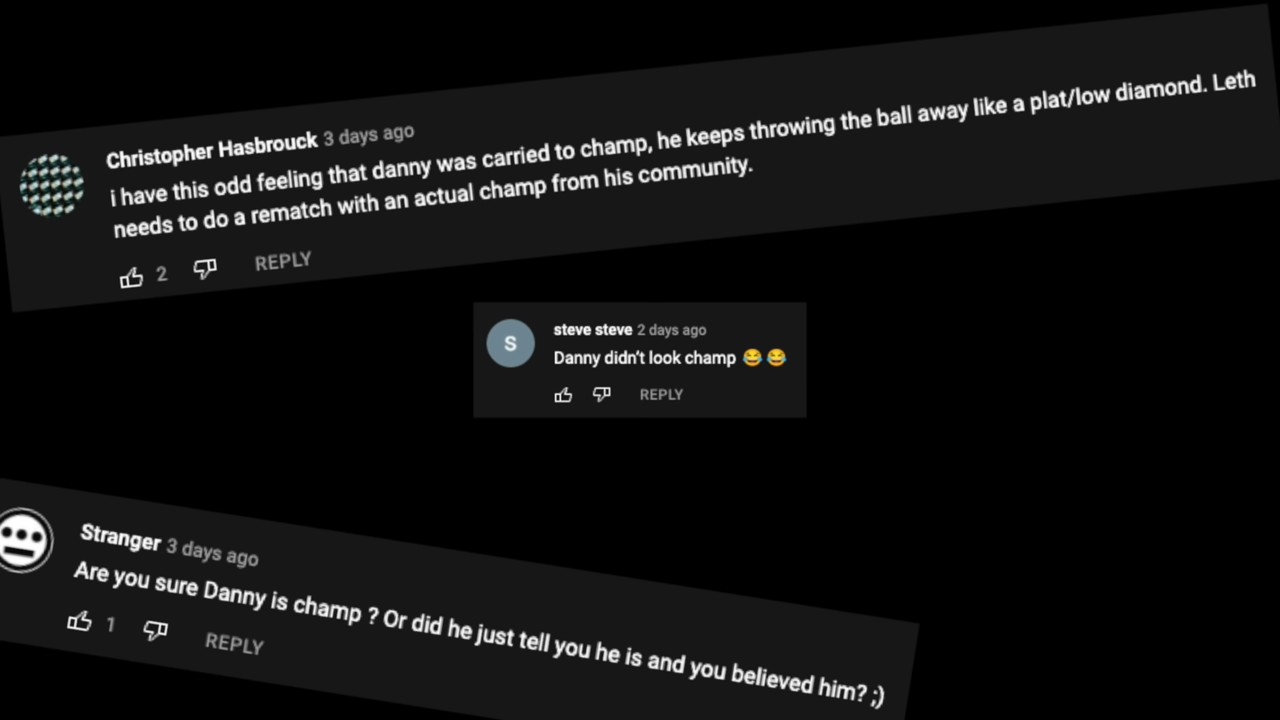 Christopher Hasbrouck 3 days ago
i have this odd feeling that danny was carried to champ, he keeps throwing the ball away like a plat/low diamond. Leth
needs to do a rematch with an actual champ from his community.
2 REPLY
S
steve steve 2 days ago
Danny didn't look champ 😂😂
REPLY
Stranger 3 days ago
Are you sure Danny is champ ? Or did he just tell you he is and you believed him? ;)
1 REPLY